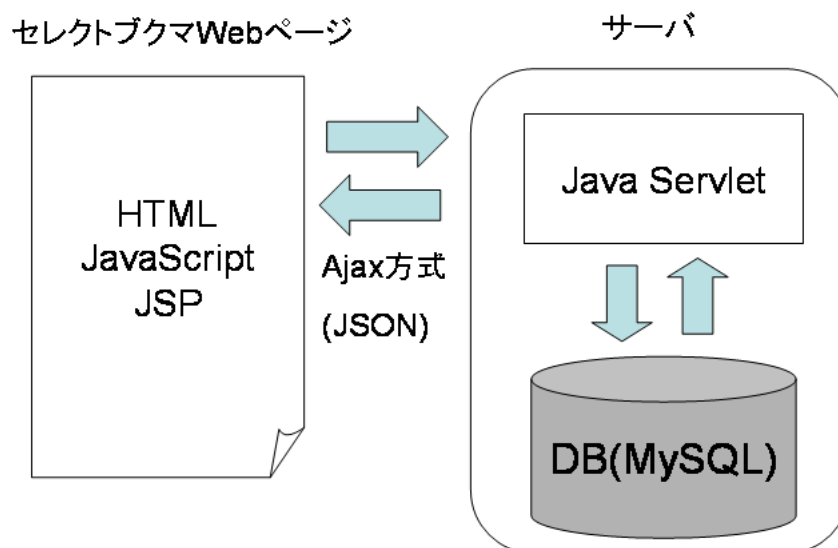 セレクトブクマWebページ
サーバ
HTML
JavaScript
JSP
Ajax方式
(JSON)
Java Servlet
DB(MySQL)